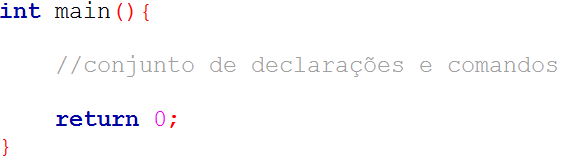 int main(){
//conjunto de declarações e comandos
return 0;
}